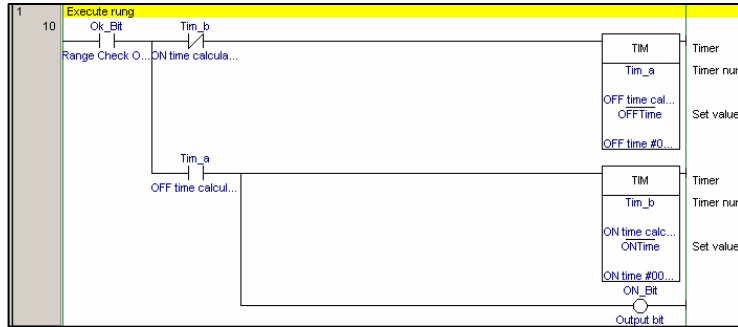 1 Execute rung
10 Ok_Bit Tim_b
Range Check O... ON time calcula...
TIM Timer
Tim_a Timer nur
OFF time cal...
OFFTime Set value
OFF time #0...
Tim_a
OFF time calcul...
TIM Timer
Tim_b Timer nur
ON time calc...
ONTime Set value
ON time #00...
ON_Bit
Output bit